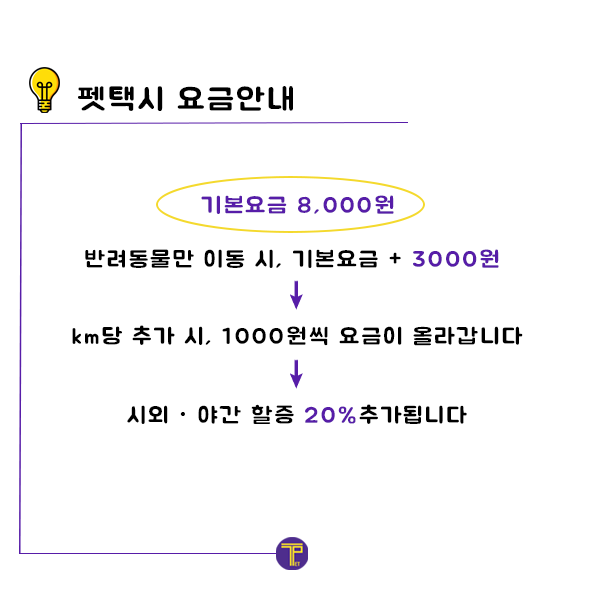 펫택시 요금안내
기본요금 8,000원
반려동물만 이동 시, 기본요금 + 3000원
km당 추가 시, 1000원씩 요금이 올라갑니다
시외 · 야간 할증 20%추가됩니다
TPET